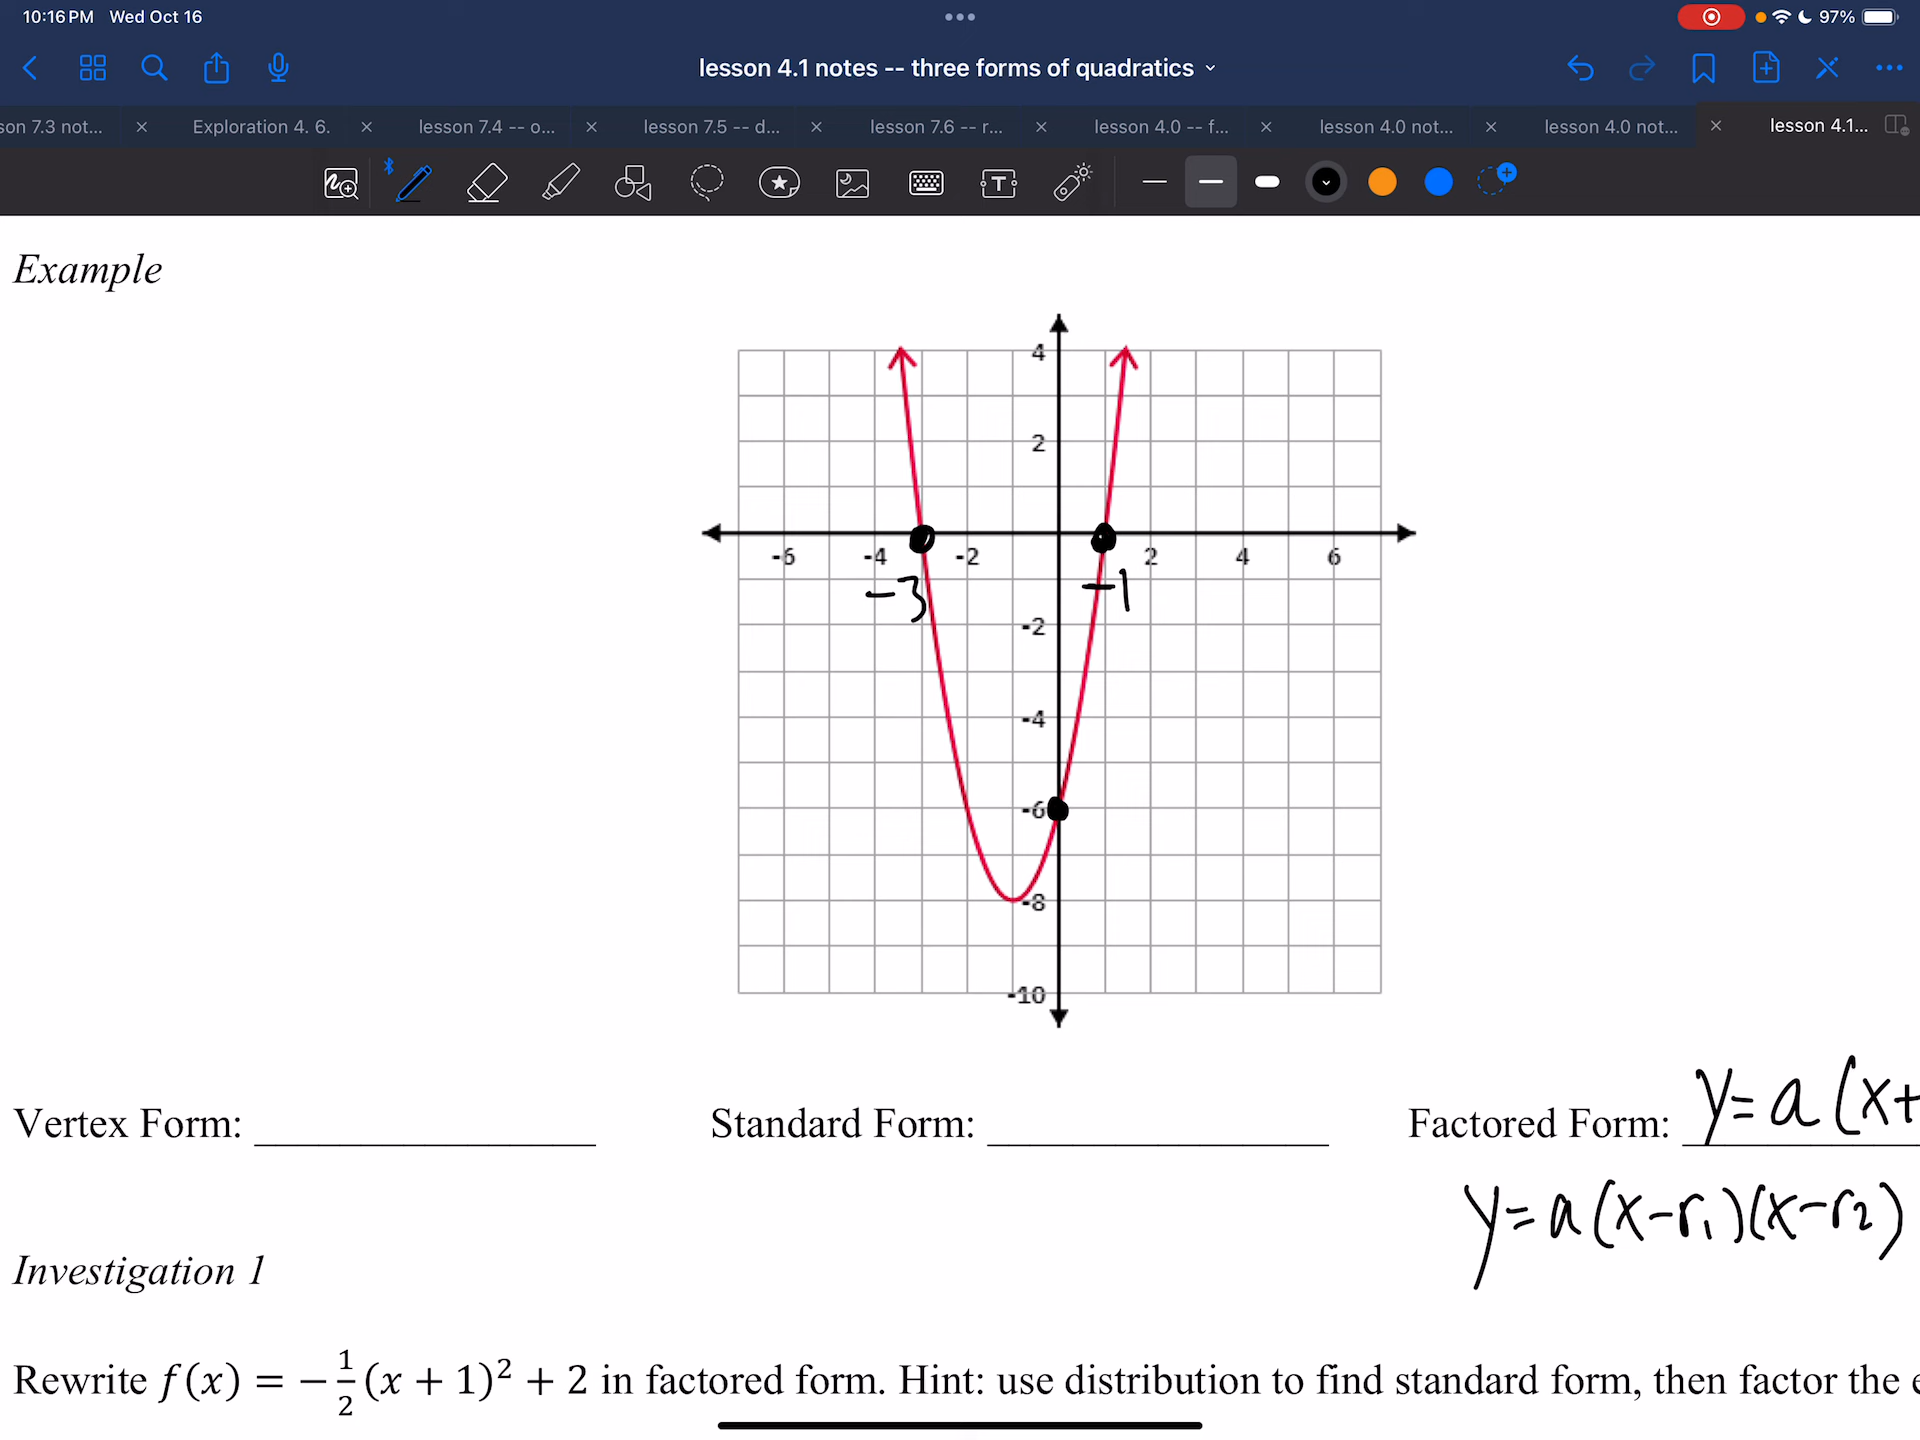 10:16 PM Wed Oct 16
97%
lesson 4.1 notes -- three forms of quadratics
son 7.3 not... Exploration 4. 6. lesson 7.4 -- o... lesson 7.5 -- d... lesson 7.6 -- r... lesson 4.0 -- f... lesson 4.0 not... lesson 4.0 not... lesson 4.1...
T
Example
4
2
-6 -4 -2 2 4 6
-3 -1
-2
-4
-6
-8
-10
Vertex Form: ________________ Standard Form: ________________ Factored Form: y= a (x+
y= a (x-r₁)(x-r₂)
Investigation 1
Rewrite f(x) = −½(x + 1)² + 2 in factored form. Hint: use distribution to find standard form, then factor the